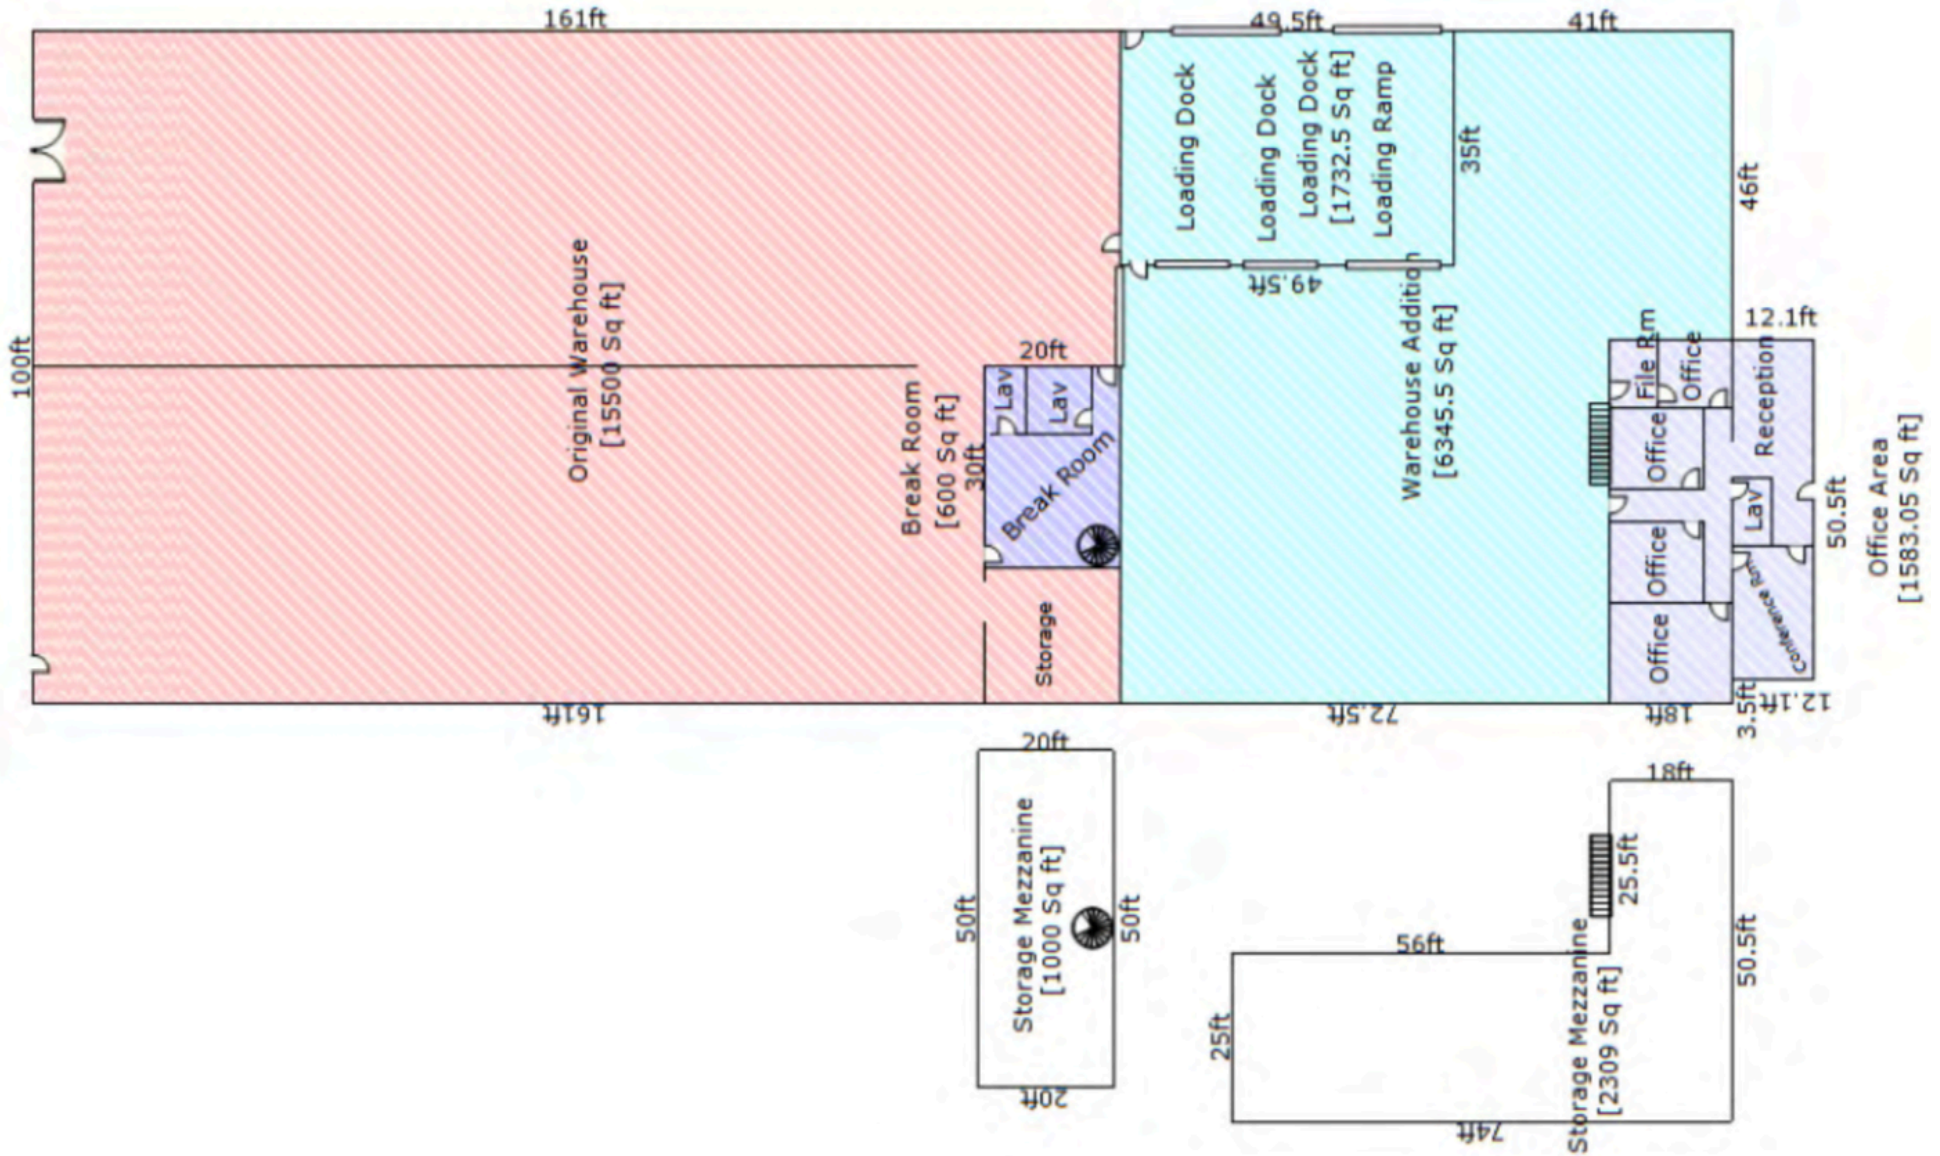 161ft
49.5ft
41ft
100ft
Original Warehouse
[15500 Sq ft]
Loading Dock
Loading Dock
Loading Dock
[1732.5 Sq ft]
Loading Ramp
35ft
49.5ft
46ft
Warehouse Addition
[6345.5 Sq ft]
20ft
Break Room
[600 Sq ft]
30ft
Lav
Lav
Break Room
Storage
12.1ft
File Rm
Office
Office
Office
Office
Reception
Lav
Conference Rm
50.5ft
Office Area
[1583.05 Sq ft]
161ft
72.5ft
18ft
3.5ft
12.1ft
20ft
50ft
Storage Mezzanine
[1000 Sq ft]
50ft
20ft
18ft
25.5ft
56ft
25ft
Storage Mezzanine
[2309 Sq ft]
50.5ft
74ft